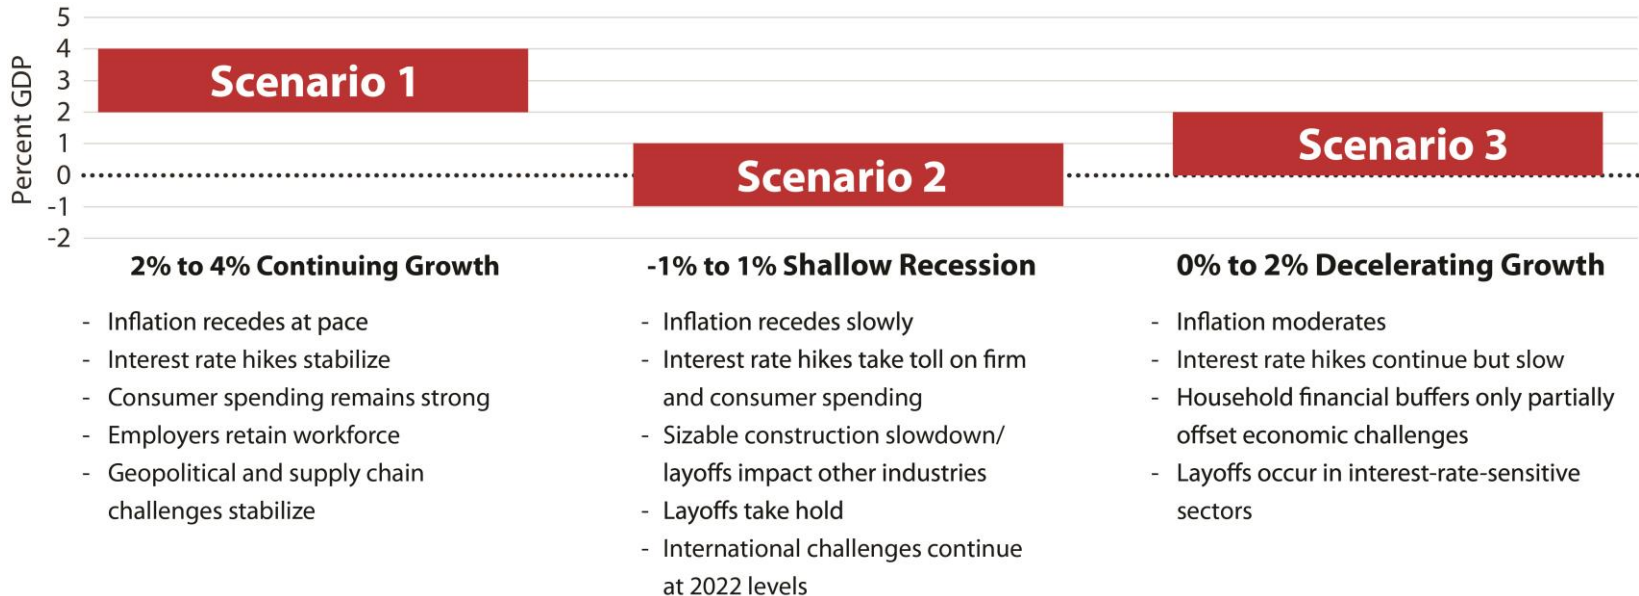 Percent GDP
5
4
3
2
1
0
-1
-2
Scenario 1
Scenario 2
Scenario 3
2% to 4% Continuing Growth
- Inflation recedes at pace
- Interest rate hikes stabilize
- Consumer spending remains strong
- Employers retain workforce
- Geopolitical and supply chain
challenges stabilize
-1% to 1% Shallow Recession
- Inflation recedes slowly
- Interest rate hikes take toll on firm
and consumer spending
- Sizable construction slowdown/
layoffs impact other industries
- Layoffs take hold
- International challenges continue
at 2022 levels
0% to 2% Decelerating Growth
- Inflation moderates
- Interest rate hikes continue but slow
- Household financial buffers only partially
offset economic challenges
- Layoffs occur in interest-rate-sensitive
sectors